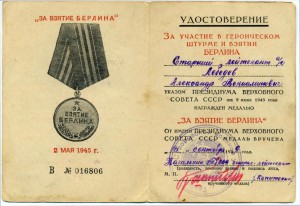 „ЗА ВЗЯТИЕ БЕРЛИНА"
ЗА
ВЗЯТИЕ
БЕРЛИНА
2 МАЯ 1945 г.
В № 016806
УДОСТОВЕРЕНИЕ
ЗА УЧАСТИЕ В ГЕРОИЧЕСКОМ
ШТУРМЕ И ВЗЯТИИ
БЕРЛИНА
Старший лейтенант
Лебедев
Александр
УКАЗОМ ПРЕЗИДИУМА ВЕРХОВНОГО
СОВЕТА СССР от 9 июня 1945 года
НАГРАЖДЕН МЕДАЛЬЮ
„ЗА ВЗЯТИЕ БЕРЛИНА"
От имени ПРЕЗИДИУМА ВЕРХОВНОГО
СОВЕТА СССР МЕДАЛЬ ВРУЧЕНА
сентября
Начальник
М. П.